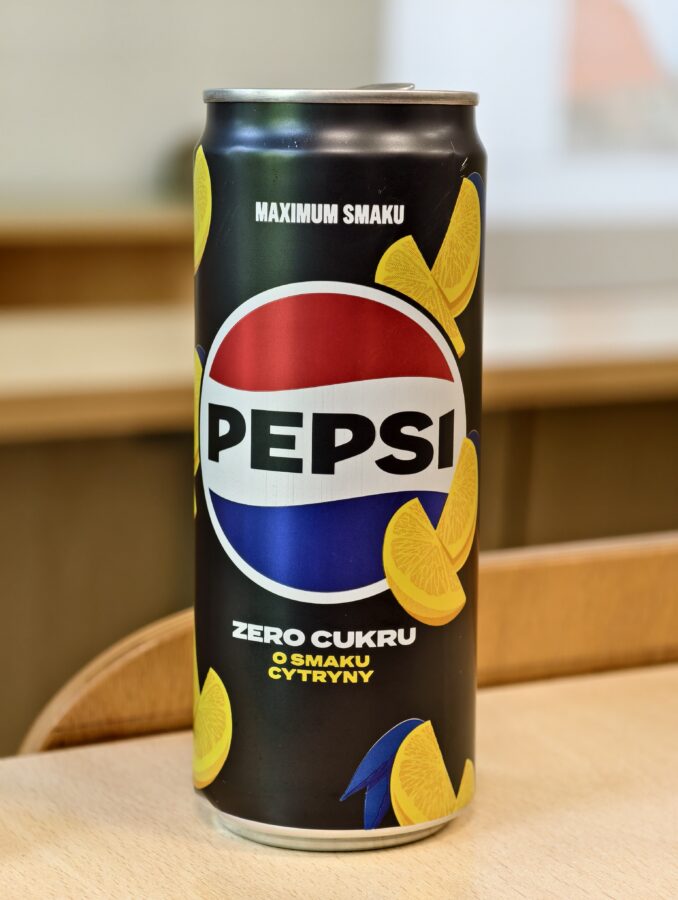 MAXIMUM SMAKU
PEPSI
ZERO CUKRU
O SMAKU
CYTRYNY